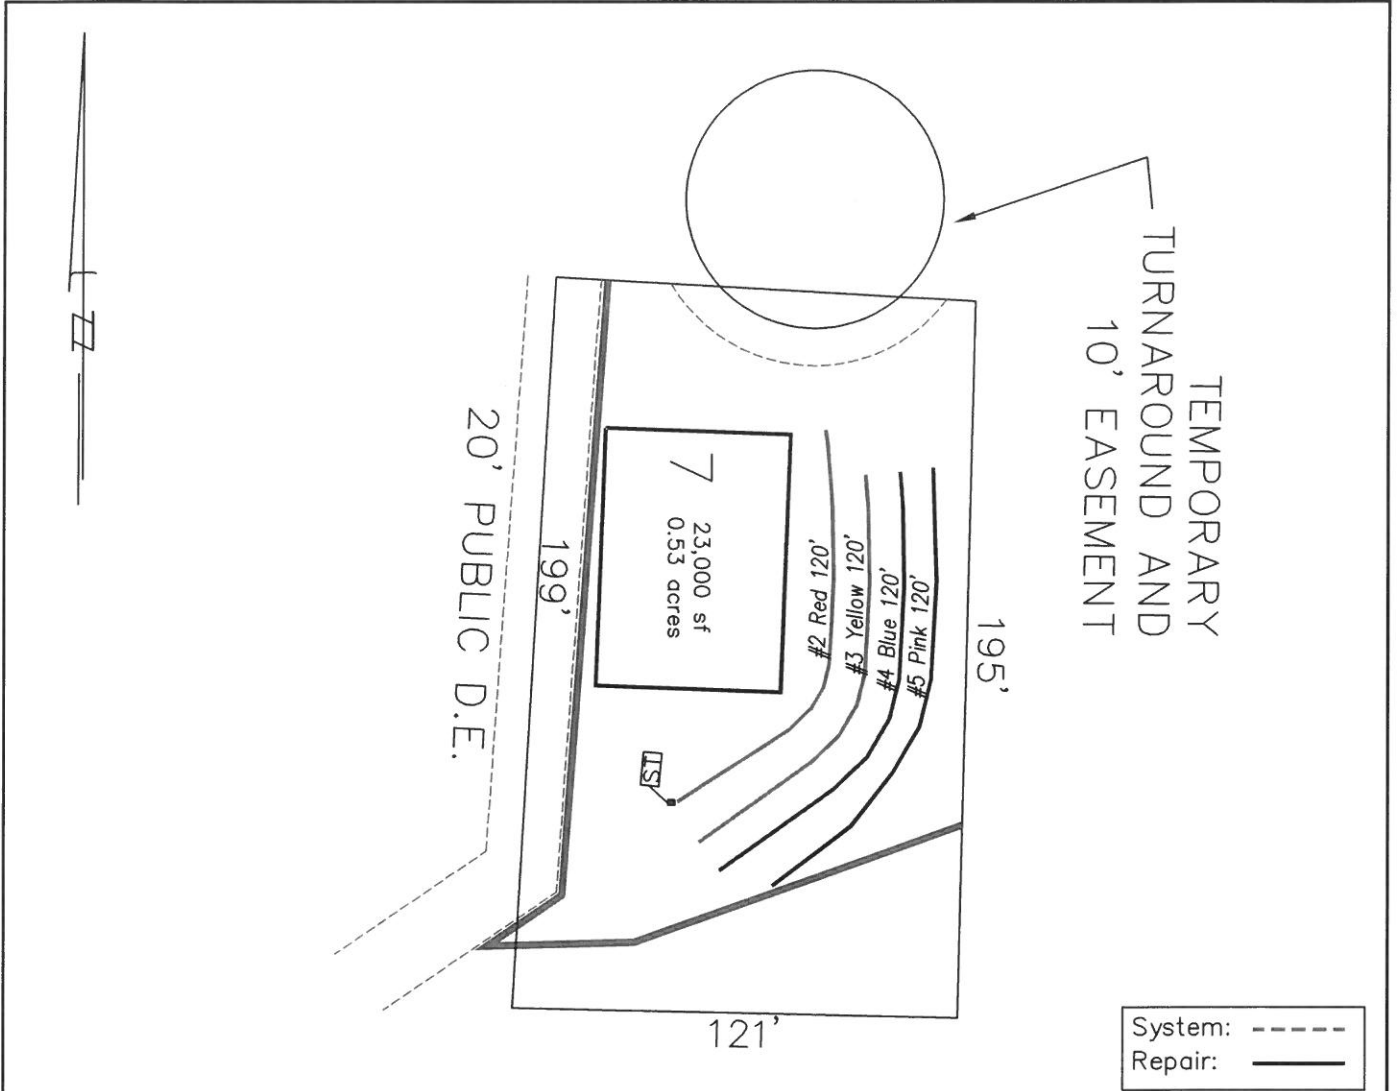 TEMPORARY
TURNAROUND AND
10' EASEMENT
7
23,000 sf
0.53 acres
#2 Red 120'
#3 Yellow 120'
#4 Blue 120'
#5 Pink 120'
195'
199'
20' PUBLIC D.E.
ST
121'
System:
Repair: